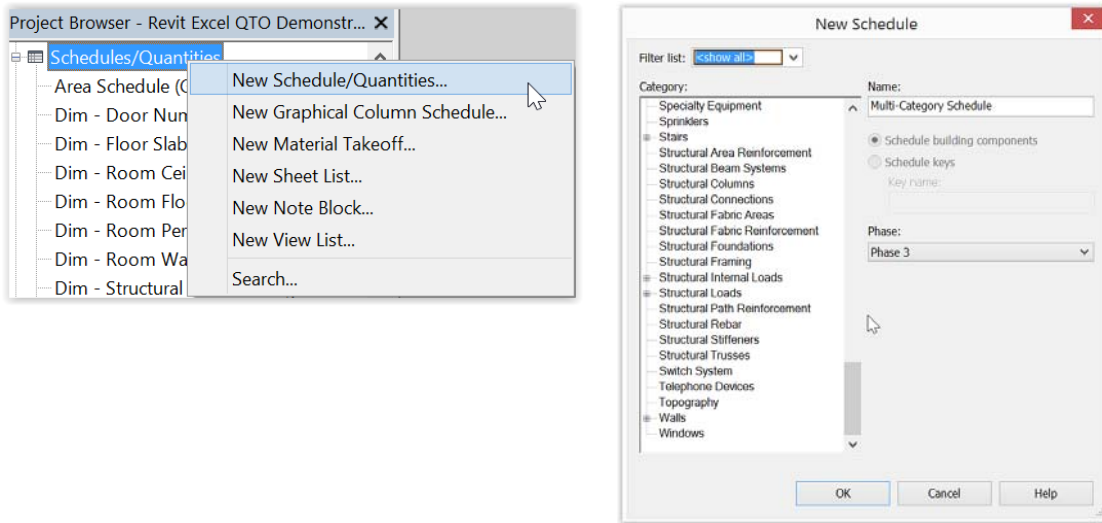 Project Browser - Revit Excel QTO Demonstr...
Schedules/Quantities
Area Schedule (
Dim - Door Num
Dim - Floor Slab
Dim - Room Cei
Dim - Room Flo
Dim - Room Per
Dim - Room Wa
Dim - Structural
New Schedule/Quantities...
New Graphical Column Schedule...
New Material Takeoff...
New Sheet List...
New Note Block...
New View List...
Search...
New Schedule
Filter list: <show all>
Category:
Specialty Equipment
Sprinklers
Stairs
Structural Area Reinforcement
Structural Beam Systems
Structural Columns
Structural Connections
Structural Fabric Areas
Structural Fabric Reinforcement
Structural Foundations
Structural Framing
Structural Internal Loads
Structural Loads
Structural Path Reinforcement
Structural Rebar
Structural Stiffeners
Structural Trusses
Switch System
Telephone Devices
Topography
Walls
Windows
Name:
Multi-Category Schedule
Schedule building components
Schedule keys
Key name:
Phase:
Phase 3
OK
Cancel
Help